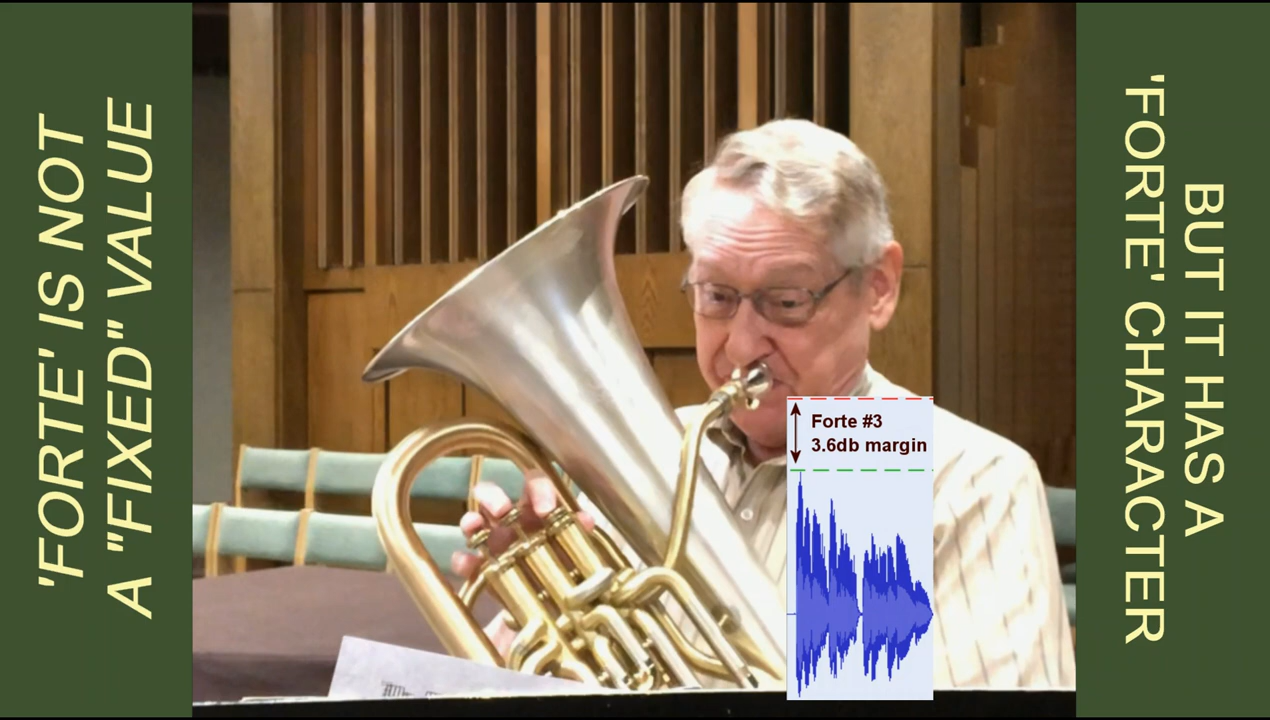 'FORTE' IS NOT
A "FIXED" VALUE
BUT IT HAS A
'FORTE' CHARACTER
Forte #3
3.6db margin